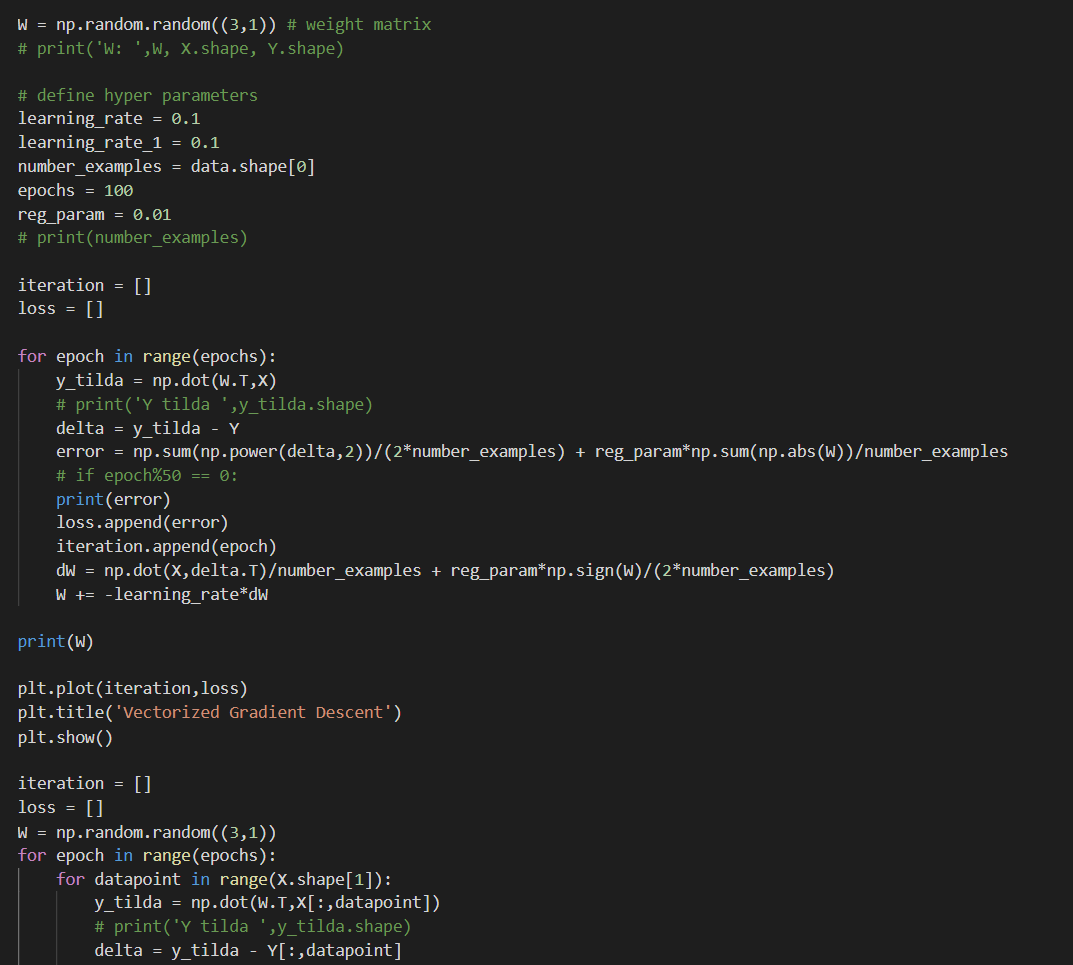 W = np.random.random((3,1)) # weight matrix
# print('W: ',W, X.shape, Y.shape)
# define hyper parameters
learning_rate = 0.1
learning_rate_1 = 0.1
number_examples = data.shape[0]
epochs = 100
reg_param = 0.01
# print(number_examples)
iteration = []
loss = []
for epoch in range(epochs):
    y_tilda = np.dot(W.T,X)
    # print('Y tilda ',y_tilda.shape)
    delta = y_tilda - Y
    error = np.sum(np.power(delta,2))/(2*number_examples) + reg_param*np.sum(np.abs(W))/number_examples
    # if epoch%50 == 0:
    print(error)
    loss.append(error)
    iteration.append(epoch)
    dW = np.dot(X,delta.T)/number_examples + reg_param*np.sign(W)/(2*number_examples)
    W += -learning_rate*dW
print(W)
plt.plot(iteration,loss)
plt.title('Vectorized Gradient Descent')
plt.show()
iteration = []
loss = []
W = np.random.random((3,1))
for epoch in range(epochs):
    for datapoint in range(X.shape[1]):
        y_tilda = np.dot(W.T,X[:,datapoint])
        # print('Y tilda ',y_tilda.shape)
        delta = y_tilda - Y[:,datapoint]